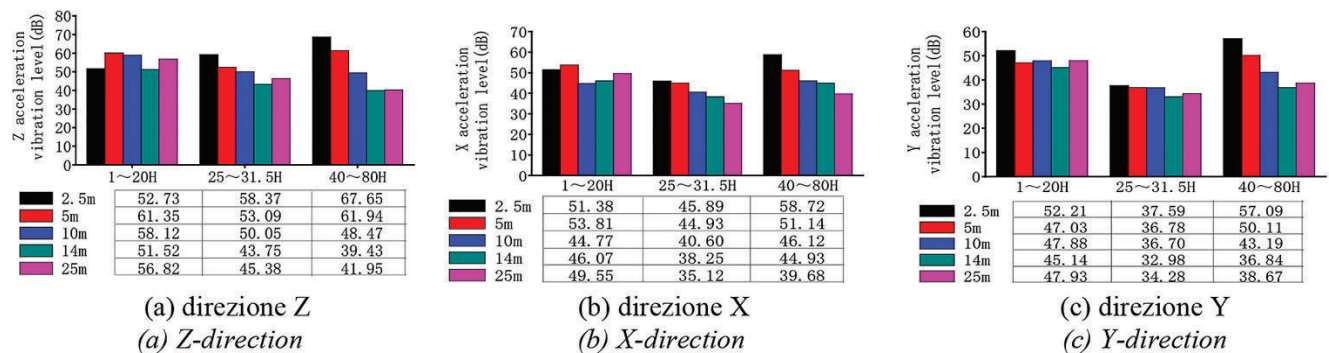 Z acceleration
vibration level(dB)
80
70
60
50
40
30
20
10
0
1～20H 25～31.5H 40～80H
2.5m 52.73 58.37 67.65
5m 61.35 53.09 61.94
10m 58.12 50.05 48.47
14m 51.52 43.75 39.43
25m 56.82 45.38 41.95
(a) direzione Z
(a) Z-direction
X acceleration
vibration level(dB)
70
60
50
40
30
20
10
0
1～20H 25～31.5H 40～80H
2.5m 51.38 45.89 58.72
5m 53.81 44.93 51.14
10m 44.77 40.60 46.12
14m 46.07 38.25 44.93
25m 49.55 35.12 39.68
(b) direzione X
(b) X-direction
Y acceleration
vibration level(dB)
60
50
40
30
20
10
0
1～20H 25～31.5H 40～80H
2.5m 52.21 37.59 57.09
5m 47.03 36.78 50.11
10m 47.88 36.70 43.19
14m 45.14 32.98 36.84
25m 47.93 34.28 38.67
(c) direzione Y
(c) Y-direction